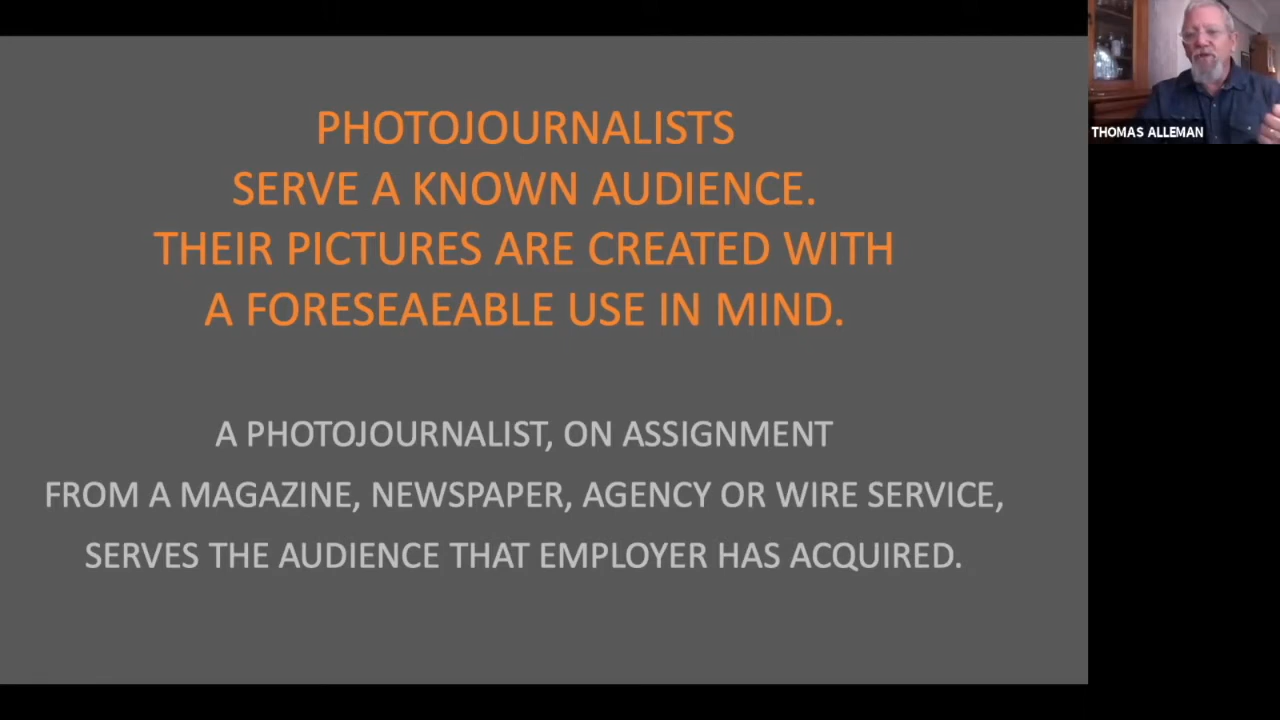 PHOTOJOURNALISTS
SERVE A KNOWN AUDIENCE.
THEIR PICTURES ARE CREATED WITH
A FORESEAEABLE USE IN MIND.
A PHOTOJOURNALIST, ON ASSIGNMENT
FROM A MAGAZINE, NEWSPAPER, AGENCY OR WIRE SERVICE,
SERVES THE AUDIENCE THAT EMPLOYER HAS ACQUIRED.
THOMAS ALLEMAN